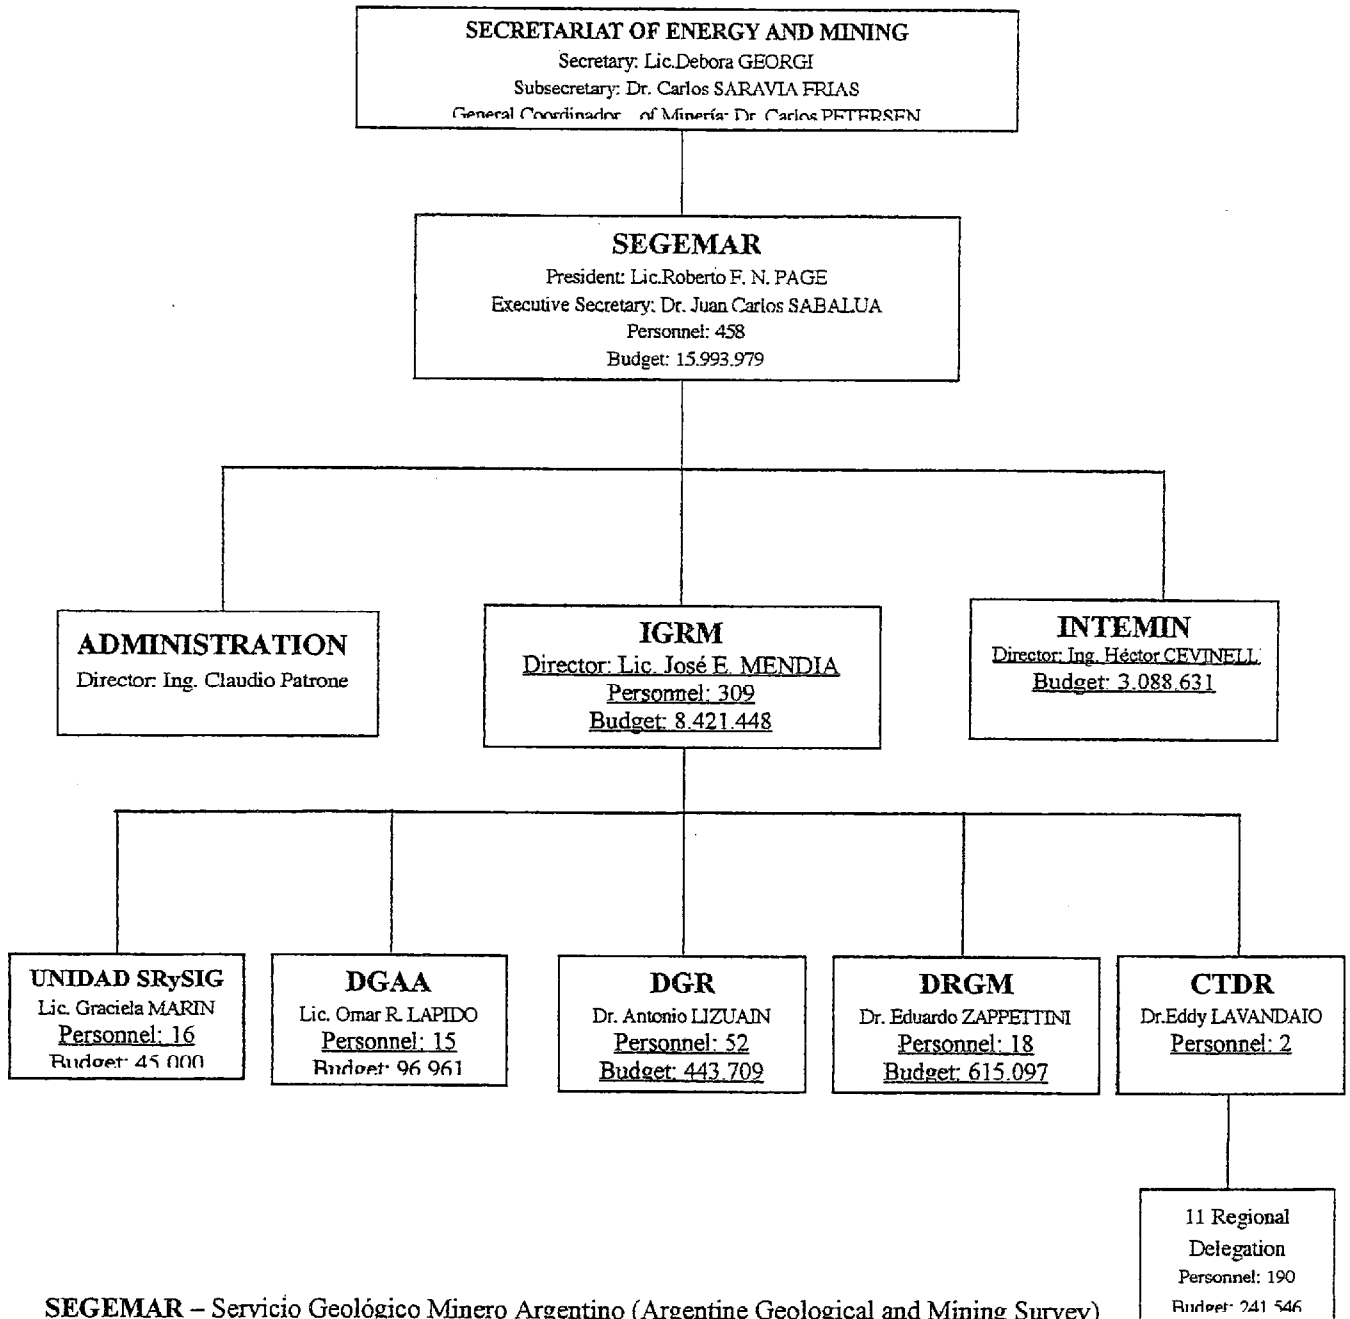 SECRETARIAT OF ENERGY AND MINING
Secretary: Lic.Debora GEORGI
Subsecretary: Dr. Carlos SARAVIA FRIAS
General Coordinador of Minería: Dr. Carlos PETERSEN
SEGEMAR
President: Lic.Roberto F. N. PAGE
Executive Secretary: Dr. Juan Carlos SABALUA
Personnel: 458
Budget: 15.993.979
ADMINISTRATION
Director: Ing. Claudio Patrone
IGRM
Director: Lic. José E. MENDIA
Personnel: 309
Budget: 8.421.448
INTEMIN
Director: Ing. Héctor CEVINELL
Budget: 3.088.631
UNIDAD SRySIG
Lic. Graciela MARIN
Personnel: 16
Budget: 45.000
DGAA
Lic. Omar R. LAPIDO
Personnel: 15
Budget: 96.961
DGR
Dr. Antonio LIZUAIN
Personnel: 52
Budget: 443.709
DRGM
Dr. Eduardo ZAPPETTINI
Personnel: 18
Budget: 615.097
CTDR
Dr.Eddy LAVANDAIO
Personnel: 2
11 Regional
Delegation
Personnel: 190
Budget: 241.546
SEGEMAR – Servicio Geológico Minero Argentino (Argentine Geological and Mining Survey)